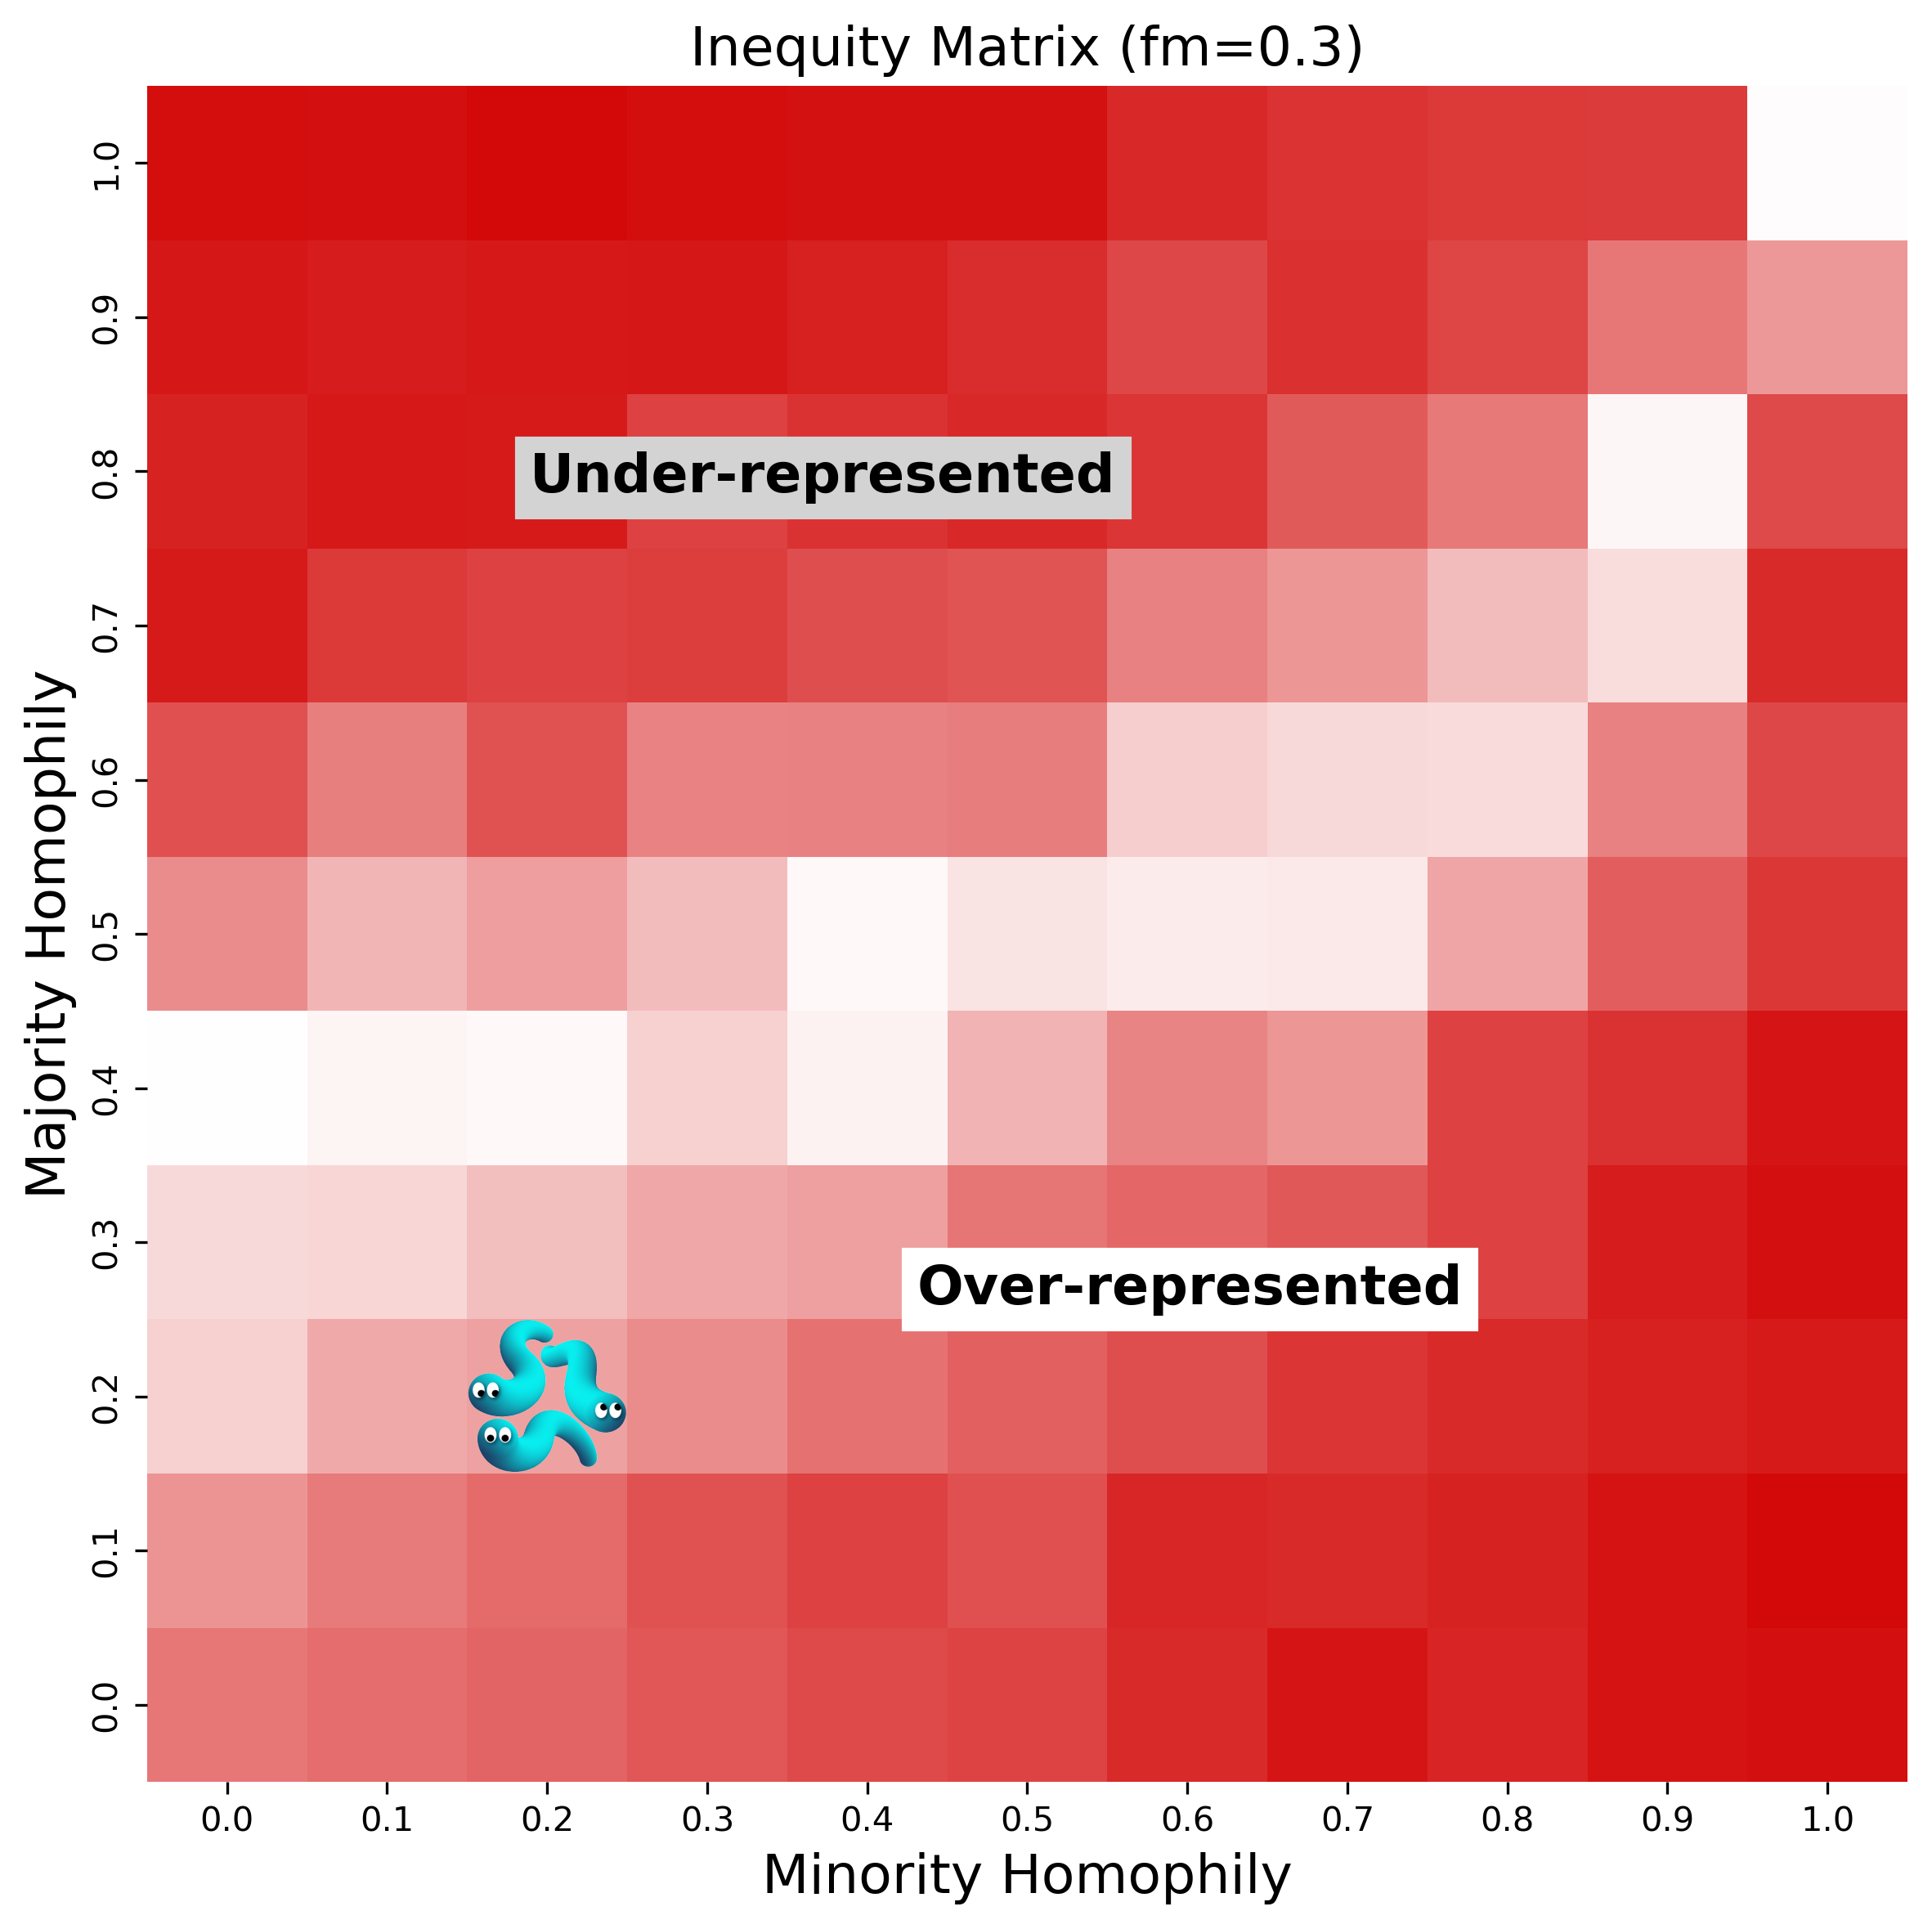 Inequity Matrix (fm=0.3)
Majority Homophily
1.0
0.9
0.8
0.7
0.6
0.5
0.4
0.3
0.2
0.1
0.0
Under-represented
Over-represented
0.0 0.1 0.2 0.3 0.4 0.5 0.6 0.7 0.8 0.9 1.0
Minority Homophily